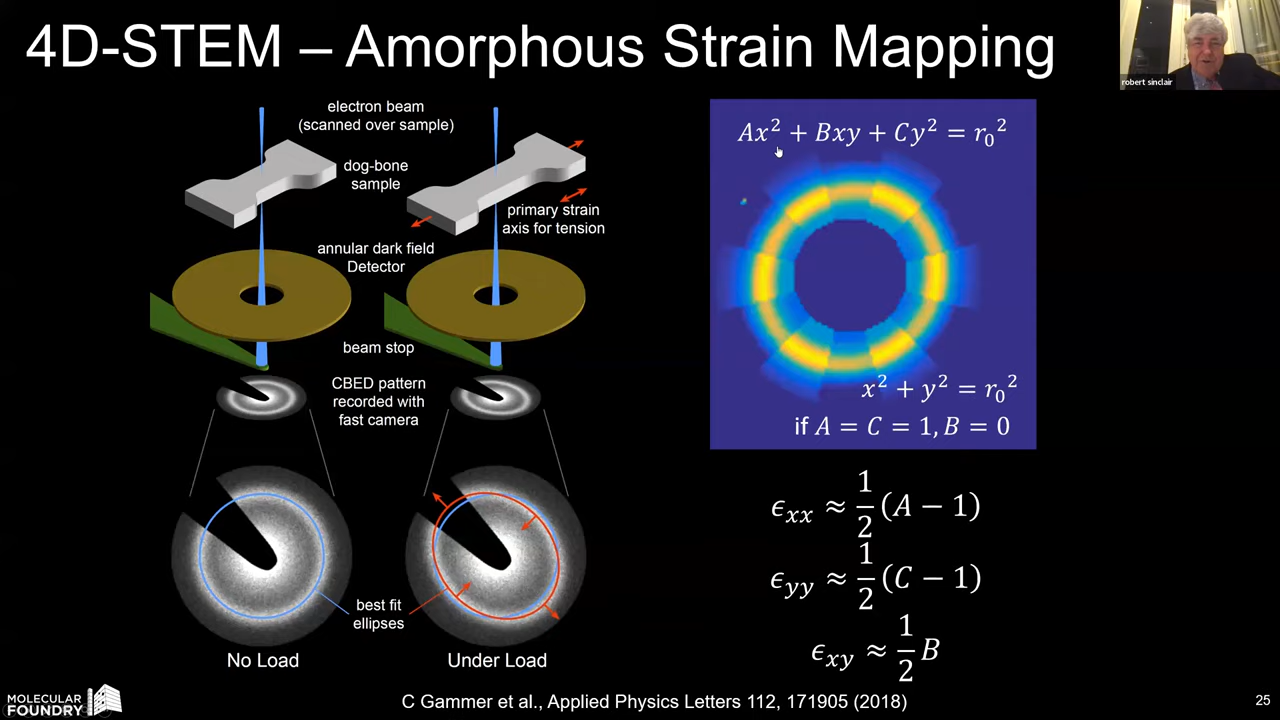 4D-STEM – Amorphous Strain Mapping
robert sinclair
electron beam
(scanned over sample)
dog-bone
sample
primary strain
axis for tension
annular dark field
Detector
beam stop
CBED pattern
recorded with
fast camera
best fit
ellipses
No Load
Under Load
Ax² + Bxy + Cy² = r₀²
x² + y² = r₀²
if A = C = 1, B = 0
ϵxx ≈ 1/2 (A − 1)
ϵyy ≈ 1/2 (C − 1)
ϵxy ≈ 1/2 B
MOLECULAR
FOUNDRY
C Gammer et al., Applied Physics Letters 112, 171905 (2018)
25